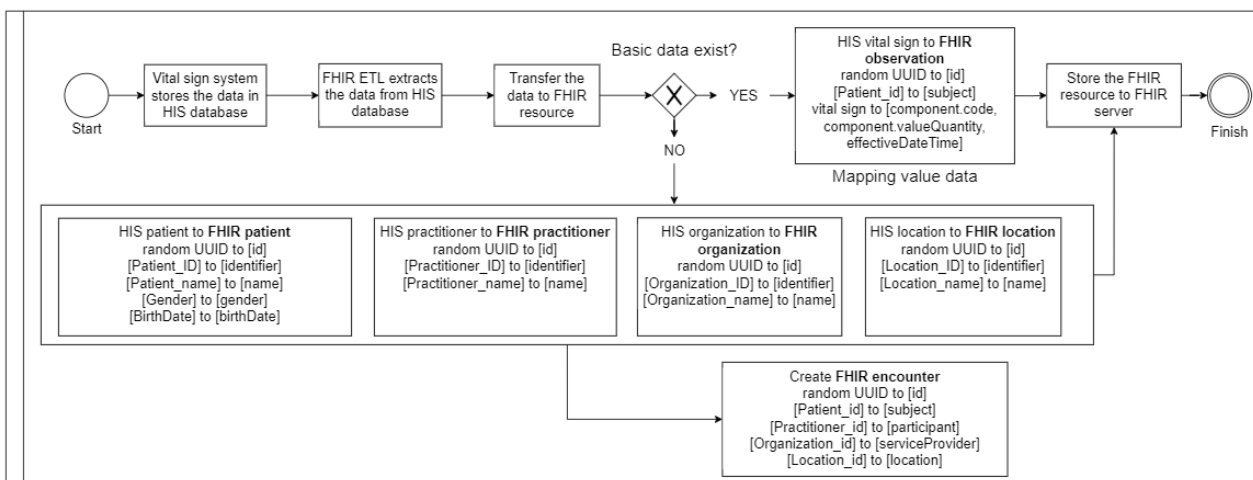 Basic data exist?
Start
Vital sign system
stores the data in
HIS database
FHIR ETL extracts
the data from HIS
database
Transfer the
data to FHIR
resource
X
YES
NO
HIS vital sign to FHIR
observation
random UUID to [id]
[Patient_id] to [subject]
vital sign to [component.code,
component.valueQuantity,
effectiveDateTime]
Mapping value data
Store the FHIR
resource to FHIR
server
Finish
HIS patient to FHIR patient
random UUID to [id]
[Patient_ID] to [identifier]
[Patient_name] to [name]
[Gender] to [gender]
[BirthDate] to [birthDate]
HIS practitioner to FHIR practitioner
random UUID to [id]
[Practitioner_ID] to [identifier]
[Practitioner_name] to [name]
HIS organization to FHIR
organization
random UUID to [id]
[Organization_ID] to [identifier]
[Organization_name] to [name]
HIS location to FHIR location
random UUID to [id]
[Location_ID] to [identifier]
[Location_name] to [name]
Create FHIR encounter
random UUID to [id]
[Patient_id] to [subject]
[Practitioner_id] to [participant]
[Organization_id] to [serviceProvider]
[Location_id] to [location]